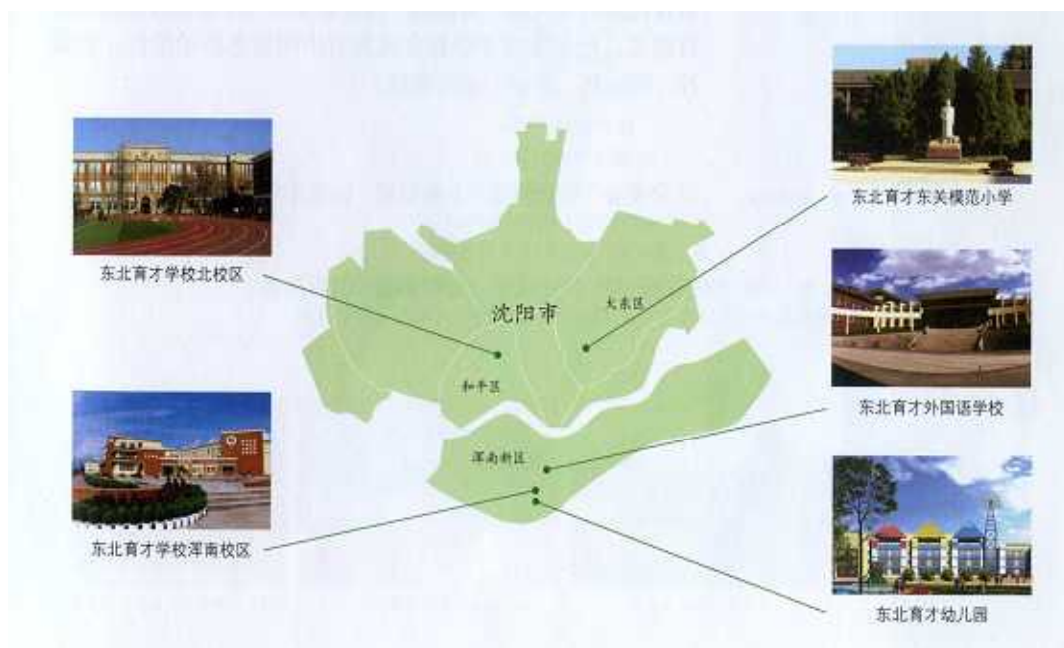 东北育才东关模范小学
东北育才学校北校区
大东区
沈阳市
和平区
东北育才外国语学校
浑南新区
东北育才学校浑南校区
东北育才幼儿园